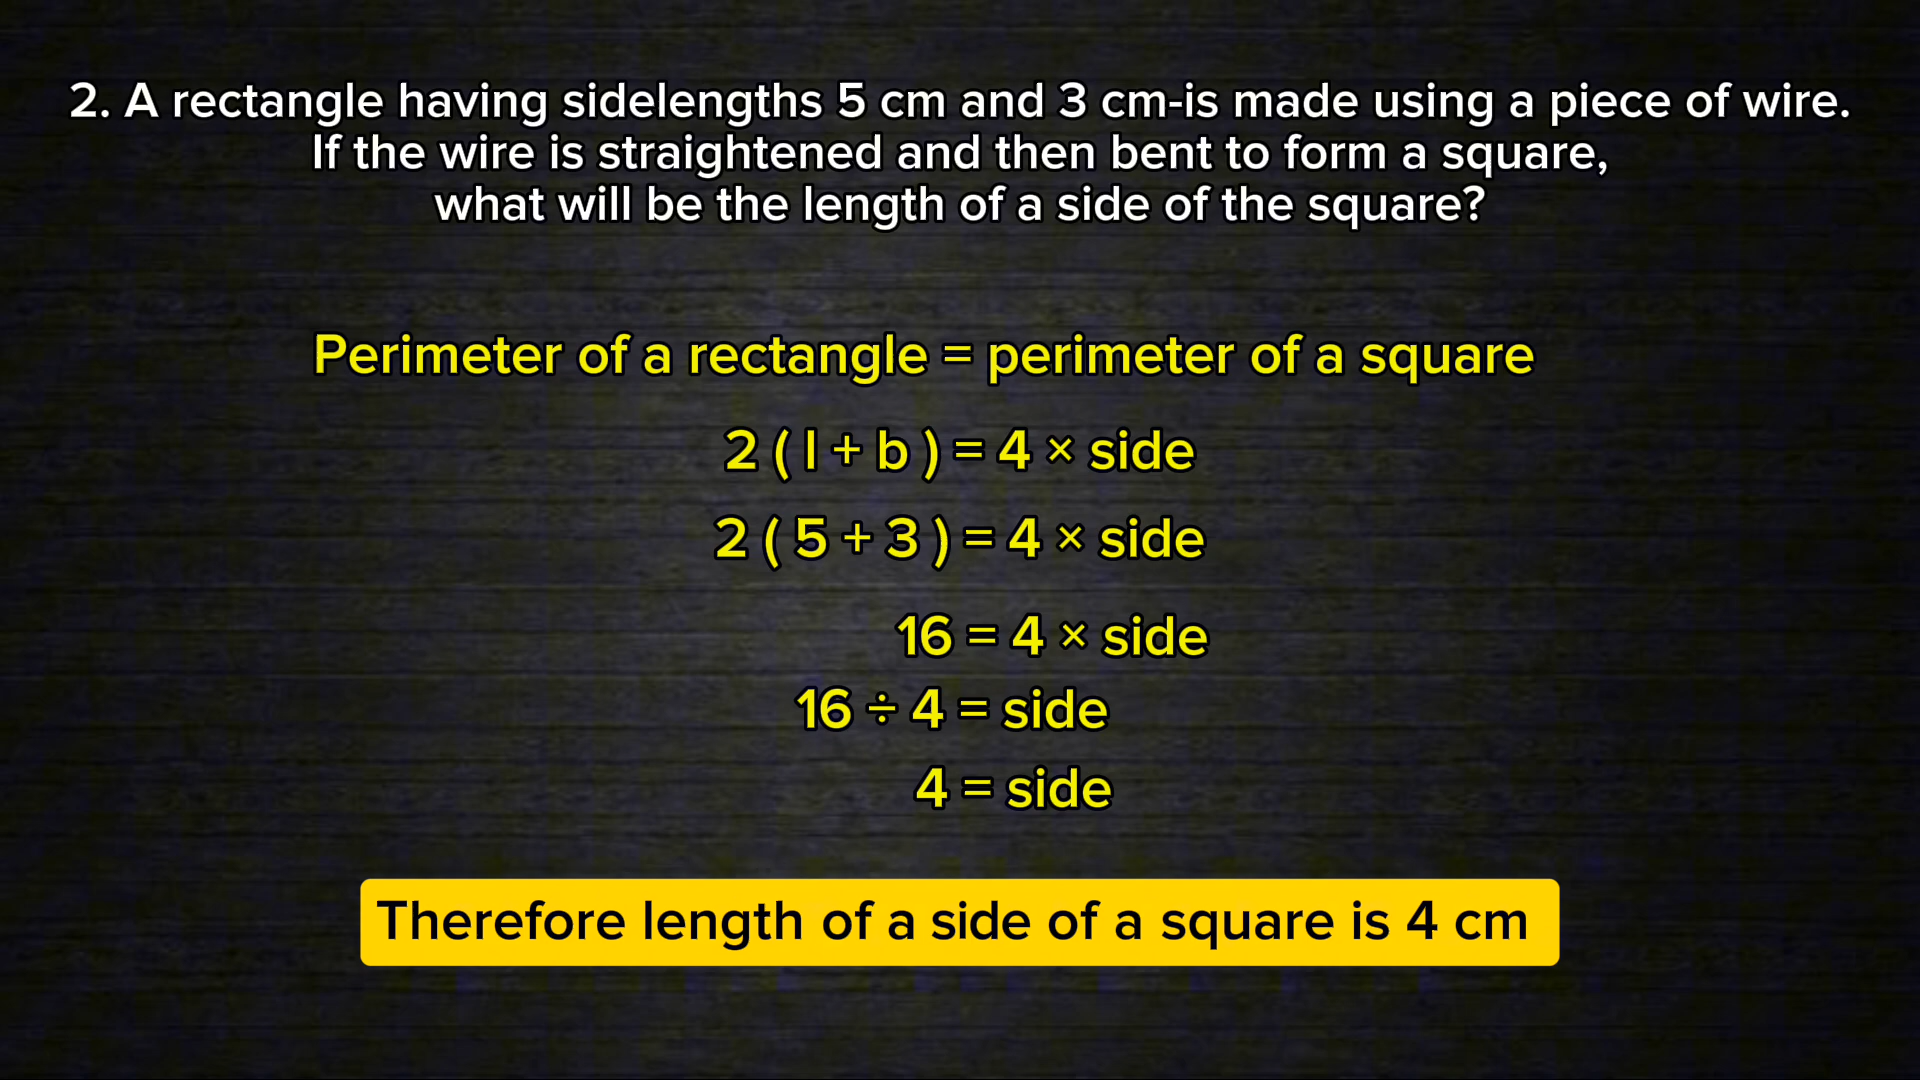 2. A rectangle having sidelengths 5 cm and 3 cm-is made using a piece of wire.
If the wire is straightened and then bent to form a square,
what will be the length of a side of the square?
Perimeter of a rectangle = perimeter of a square
2 ( l + b ) = 4 × side
2 ( 5 + 3 ) = 4 × side
16 = 4 × side
16 ÷ 4 = side
4 = side
Therefore length of a side of a square is 4 cm